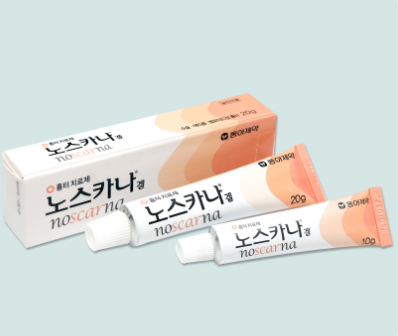 흉터 치료제
노스카나겔
noscarna
20g
동아제약
흉터 치료제
노스카나겔
noscarna
동아제약
20g
흉터 치료제
노스카나겔
noscarna
동아제약
10g